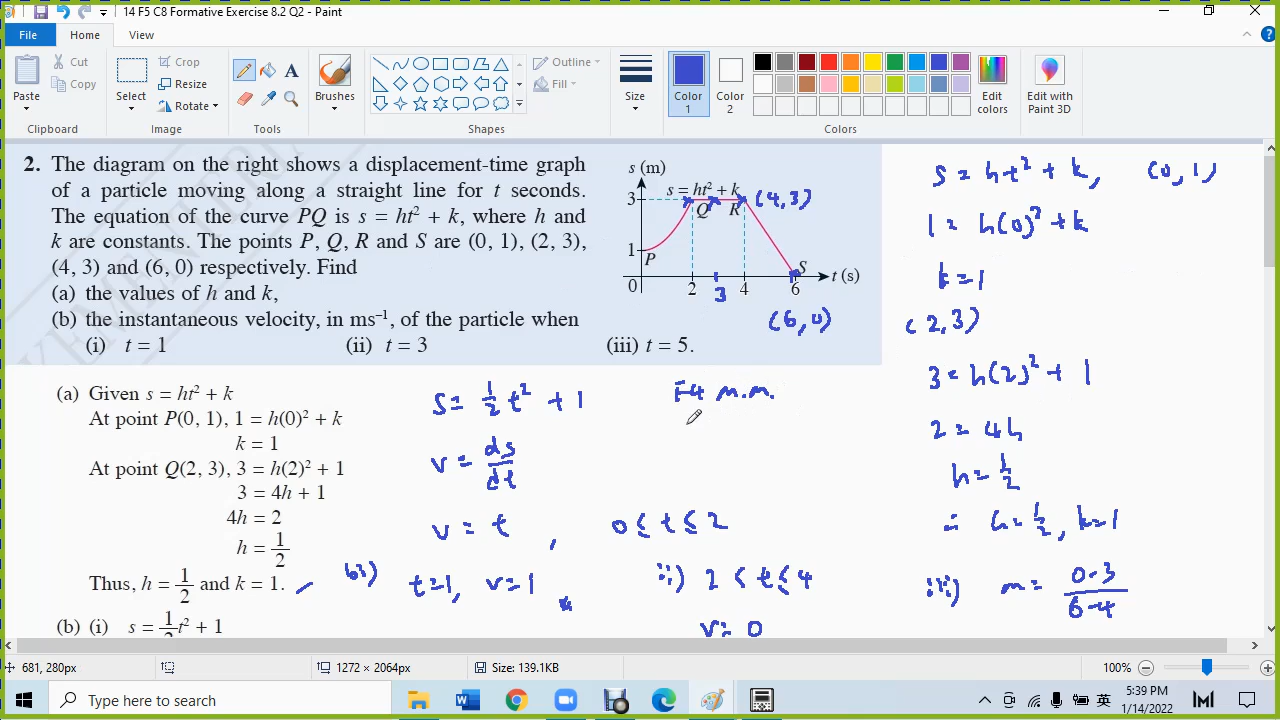 14 F5 C8 Formative Exercise 8.2 Q2 - Paint
File Home View
Paste Cut Copy Clipboard
Select Crop Resize Rotate Image
Tools
Brushes
Outline Fill Shapes
Size
Color 1 Color 2 Colors
Edit colors
Edit with Paint 3D
KEMENTERI
2. The diagram on the right shows a displacement-time graph
of a particle moving along a straight line for t seconds.
The equation of the curve PQ is s = ht² + k, where h and
k are constants. The points P, Q, R and S are (0, 1), (2, 3),
(4, 3) and (6, 0) respectively. Find
(a) the values of h and k,
(b) the instantaneous velocity, in ms⁻¹, of the particle when
(i) t = 1 (ii) t = 3 (iii) t = 5.
s (m)
s = ht² + k
3 Q R (4, 3)
1 P S
0 2 3 4 6 t (s)
(6, 0)
s = ht² + k, (0, 1)
1 = h(0)² + k
k = 1
(2, 3)
3 = h(2)² + 1
2 = 4h
h = 1/2
∴ h = 1/2, k = 1
iii) m = 0-3/6-4
(a) Given s = ht² + k
At point P(0, 1), 1 = h(0)² + k
k = 1
At point Q(2, 3), 3 = h(2)² + 1
3 = 4h + 1
4h = 2
h = 1/2
Thus, h = 1/2 and k = 1.
(b) (i) s = 1/2t² + 1
s = 1/2 t² + 1 F4 m.m.
v = ds/dt
v = t , 0 ≤ t ≤ 2
bi) t=1, v=1
ii) 2 < t ≤ 4
v = 0
681, 280px 1272 × 2064px Size: 139.1KB 100%
Type here to search
英 5:39 PM
1/14/2022